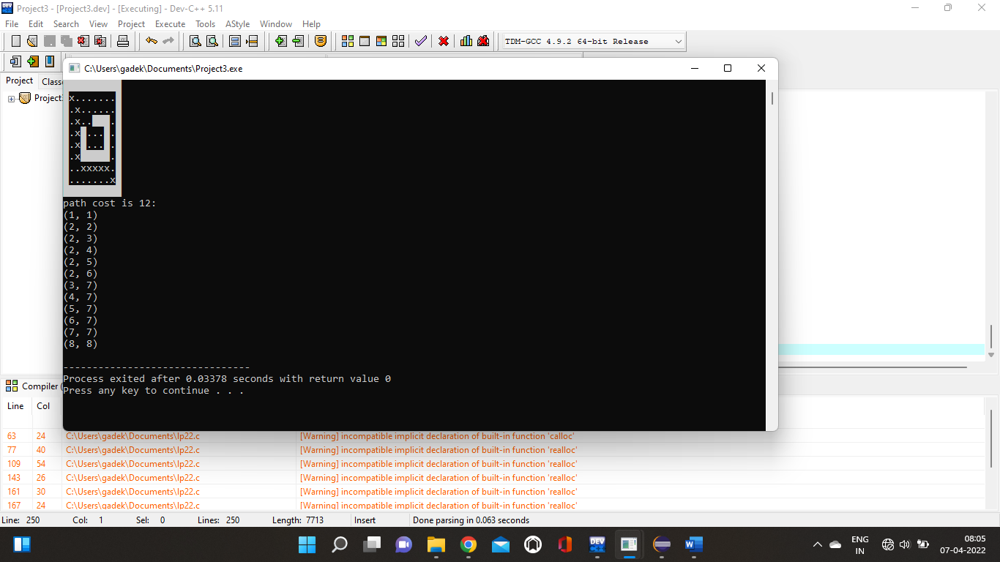 Project3 - [Project3.dev] - [Executing] - Dev-C++ 5.11
File Edit Search View Project Execute Tools AStyle Window Help
TDM-GCC 4.9.2 64-bit Release
C:\Users\gadek\Documents\Project3.exe
Project Class
Project3
x.......
.x......
.x.. .
.x ... .
.x ... .
.x .
..xxxxx.
.......x
path cost is 12:
(1, 1)
(2, 2)
(2, 3)
(2, 4)
(2, 5)
(2, 6)
(3, 7)
(4, 7)
(5, 7)
(6, 7)
(7, 7)
(8, 8)
--------------------------------
Process exited after 0.03378 seconds with return value 0
Press any key to continue . . .
Compiler (
Line Col
63 24 C:\Users\gadek\Documents\lp22.c [Warning] incompatible implicit declaration of built-in function 'calloc'
77 40 C:\Users\gadek\Documents\lp22.c [Warning] incompatible implicit declaration of built-in function 'realloc'
109 54 C:\Users\gadek\Documents\lp22.c [Warning] incompatible implicit declaration of built-in function 'realloc'
143 26 C:\Users\gadek\Documents\lp22.c [Warning] incompatible implicit declaration of built-in function 'realloc'
161 30 C:\Users\gadek\Documents\lp22.c [Warning] incompatible implicit declaration of built-in function 'realloc'
167 24 C:\Users\gadek\Documents\lp22.c [Warning] incompatible implicit declaration of built-in function 'realloc'
Line: 250 Col: 1 Sel: 0 Lines: 250 Length: 7713 Insert Done parsing in 0.063 seconds
DEV
W
ENG
IN
08:05
07-04-2022